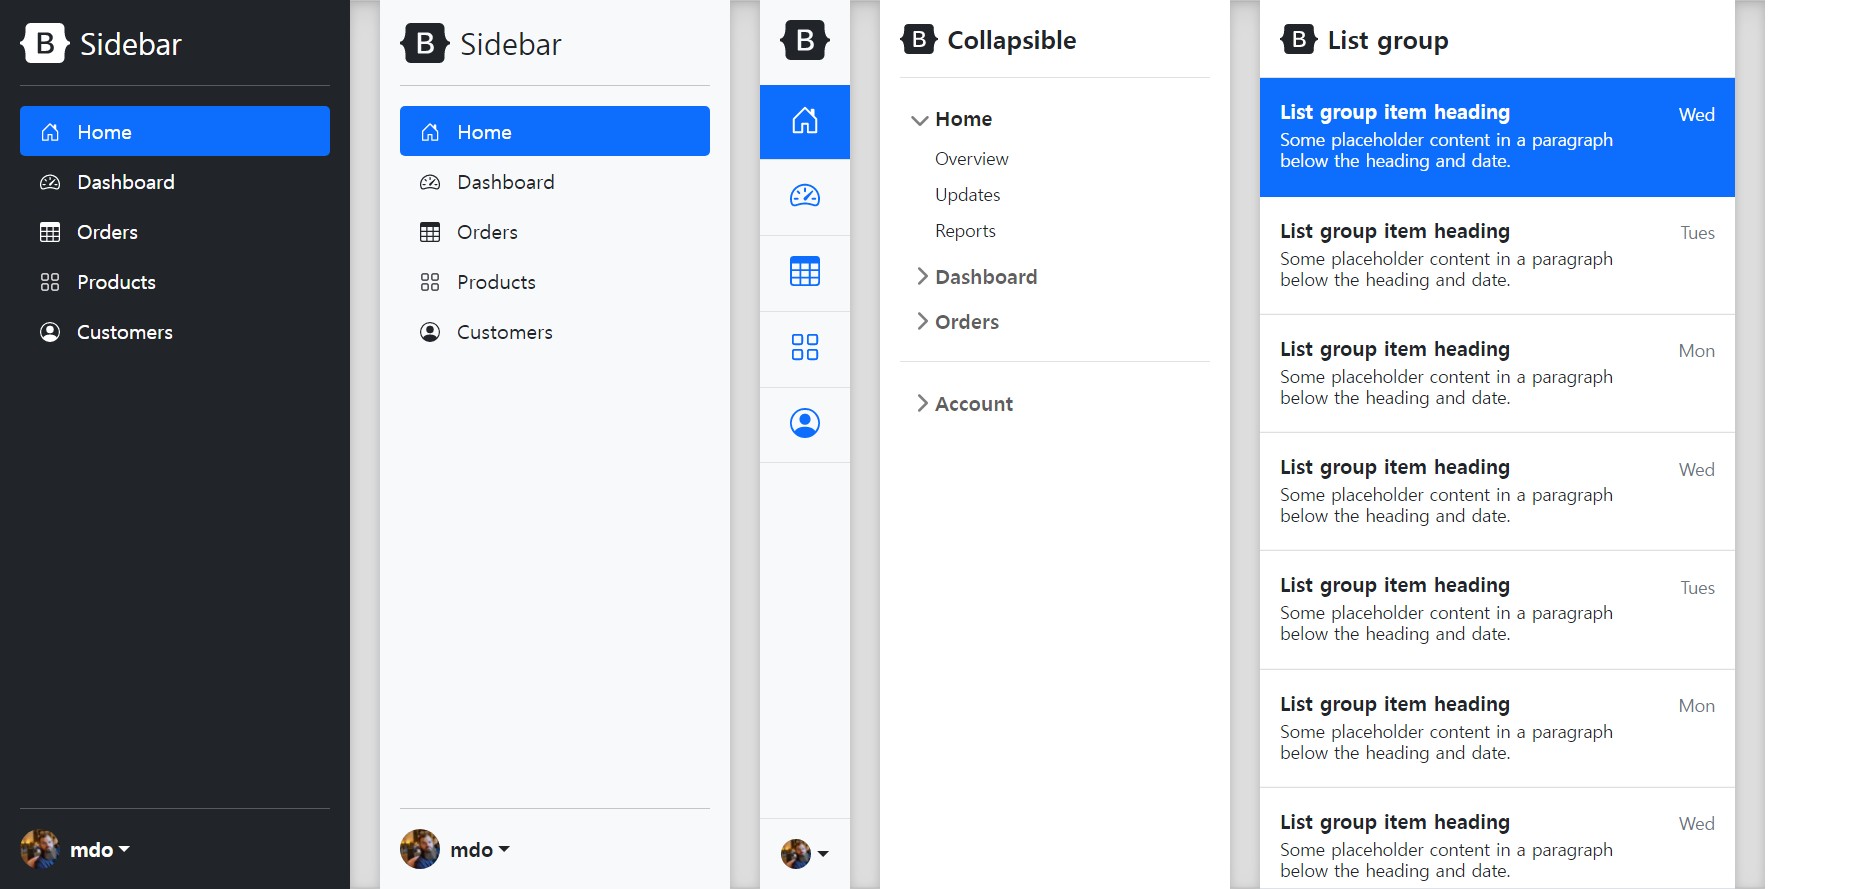 B Sidebar
Home
Dashboard
Orders
Products
Customers
mdo
B Sidebar
Home
Dashboard
Orders
Products
Customers
mdo
B
B Collapsible
Home
Overview
Updates
Reports
Dashboard
Orders
Account
B List group
List group item heading Wed
Some placeholder content in a paragraph
below the heading and date.
List group item heading Tues
Some placeholder content in a paragraph
below the heading and date.
List group item heading Mon
Some placeholder content in a paragraph
below the heading and date.
List group item heading Wed
Some placeholder content in a paragraph
below the heading and date.
List group item heading Tues
Some placeholder content in a paragraph
below the heading and date.
List group item heading Mon
Some placeholder content in a paragraph
below the heading and date.
List group item heading Wed
Some placeholder content in a paragraph
below the heading and date.